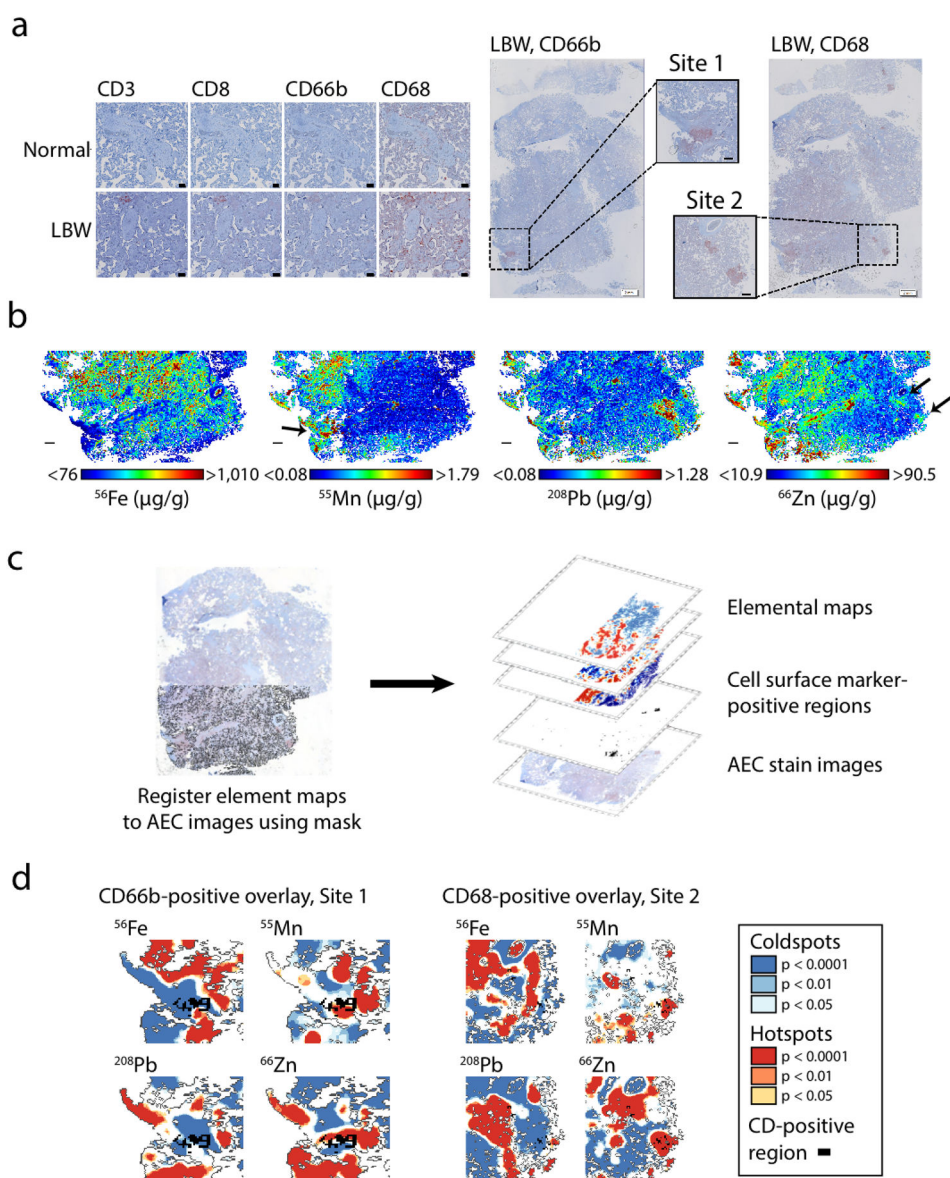 a
CD3 CD8 CD66b CD68
Normal
LBW
LBW, CD66b
LBW, CD68
Site 1
Site 2
b
<76 >1,010
⁵⁶Fe (µg/g)
<0.08 >1.79
⁵⁵Mn (µg/g)
<0.08 >1.28
²⁰⁸Pb (µg/g)
<10.9 >90.5
⁶⁶Zn (µg/g)
c
Register element maps
to AEC images using mask
Elemental maps
Cell surface marker-
positive regions
AEC stain images
d
CD66b-positive overlay, Site 1
⁵⁶Fe ⁵⁵Mn
²⁰⁸Pb ⁶⁶Zn
CD68-positive overlay, Site 2
⁵⁶Fe ⁵⁵Mn
²⁰⁸Pb ⁶⁶Zn
Coldspots
p < 0.0001
p < 0.01
p < 0.05
Hotspots
p < 0.0001
p < 0.01
p < 0.05
CD-positive
region